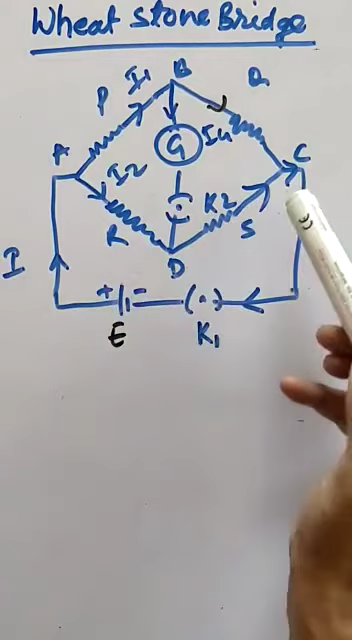 Wheat stone Bridge
I1 B
P Q
A G I4 C
I2
R K2 S
D
I
+ -
E K1